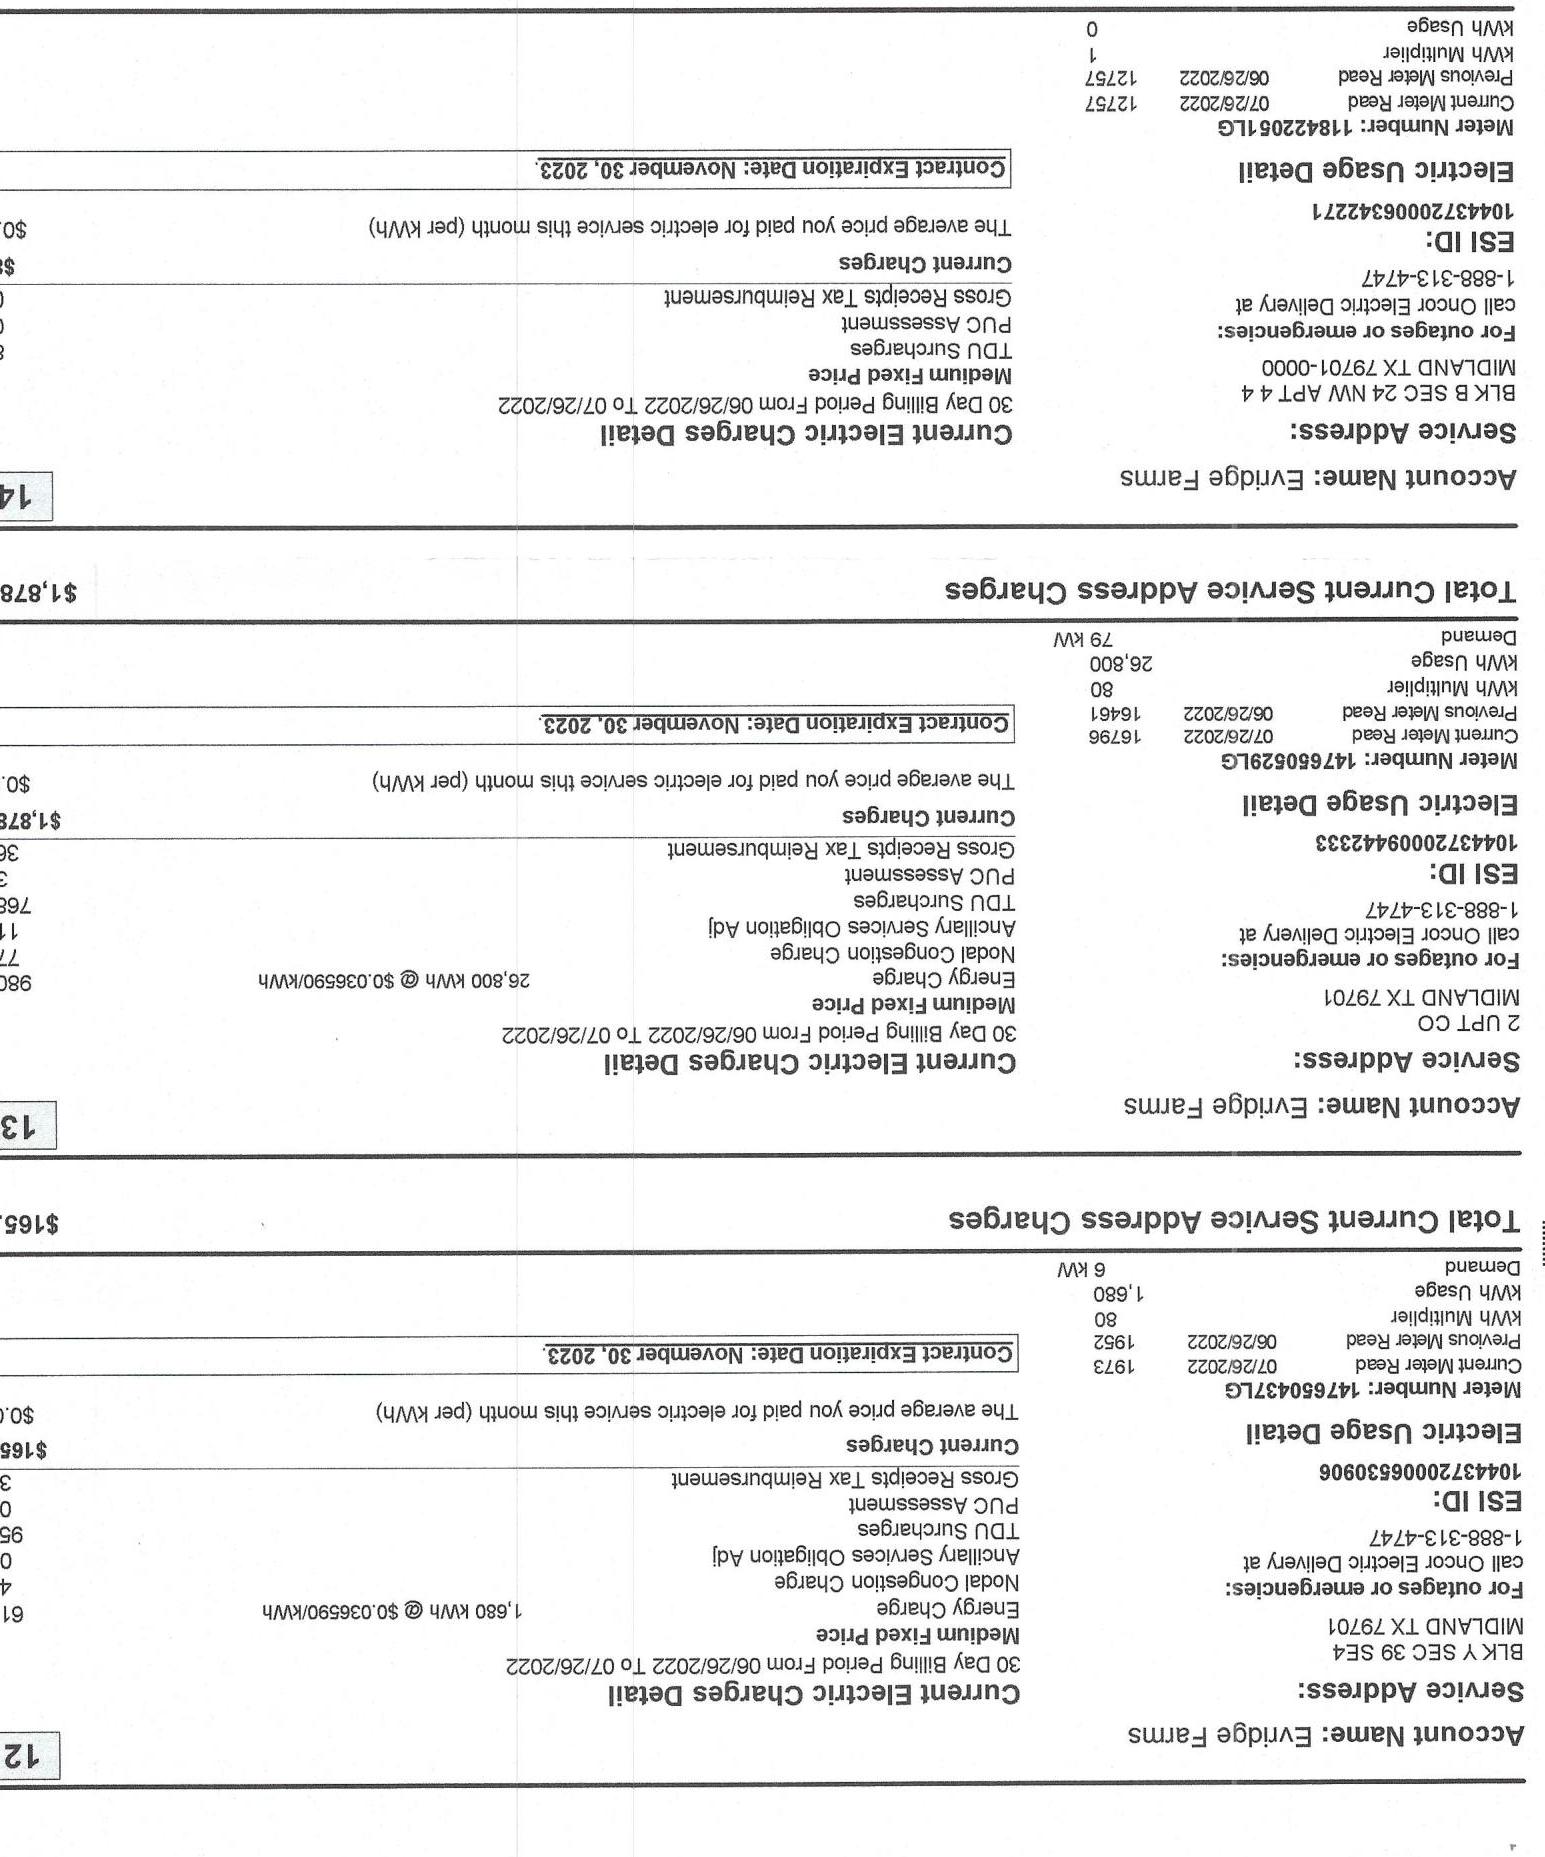 12
Account Name: Evridge Farms
Service Address:
BLK Y SEC 39 SE4
MIDLAND TX 79701
For outages or emergencies:
call Oncor Electric Delivery at
1-888-313-4747
ESI ID:
10443720006530906
Electric Usage Detail
Meter Number: 147650437LG
Current Meter Read 07/26/2022 1973
Previous Meter Read 06/26/2022 1952
kWh Multiplier 80
kWh Usage 1,680
Demand 6 kW
Current Electric Charges Detail
30 Day Billing Period From 06/26/2022 To 07/26/2022
Medium Fixed Price
Energy Charge 1,680 kWh @ $0.036590/kWh 61
Nodal Congestion Charge 4
Ancillary Services Obligation Adj 0
TDU Surcharges 95
PUC Assessment 0
Gross Receipts Tax Reimbursement 3
Current Charges $165
The average price you paid for electric service this month (per kWh) $0.0
Contract Expiration Date: November 30, 2023.
Total Current Service Address Charges $165.
13
Account Name: Evridge Farms
Service Address:
2 UPT CO
MIDLAND TX 79701
For outages or emergencies:
call Oncor Electric Delivery at
1-888-313-4747
ESI ID:
10443720009442333
Electric Usage Detail
Meter Number: 147650529LG
Current Meter Read 07/26/2022 16796
Previous Meter Read 06/26/2022 16461
kWh Multiplier 80
kWh Usage 26,800
Demand 79 kW
Current Electric Charges Detail
30 Day Billing Period From 06/26/2022 To 07/26/2022
Medium Fixed Price
Energy Charge 26,800 kWh @ $0.036590/kWh 980
Nodal Congestion Charge 77
Ancillary Services Obligation Adj 11
TDU Surcharges 768
PUC Assessment 3
Gross Receipts Tax Reimbursement 36
Current Charges $1,878
The average price you paid for electric service this month (per kWh) $0.
Contract Expiration Date: November 30, 2023.
Total Current Service Address Charges $1,878
14
Account Name: Evridge Farms
Service Address:
BLK B SEC 24 NW APT 4 4
MIDLAND TX 79701-0000
For outages or emergencies:
call Oncor Electric Delivery at
1-888-313-4747
ESI ID:
10443720006342271
Electric Usage Detail
Meter Number: 118422051LG
Current Meter Read 07/26/2022 12757
Previous Meter Read 06/26/2022 12757
kWh Multiplier 1
kWh Usage 0
Current Electric Charges Detail
30 Day Billing Period From 06/26/2022 To 07/26/2022
Medium Fixed Price
TDU Surcharges 8
PUC Assessment 0
Gross Receipts Tax Reimbursement 0
Current Charges $8
The average price you paid for electric service this month (per kWh) $0.
Contract Expiration Date: November 30, 2023.